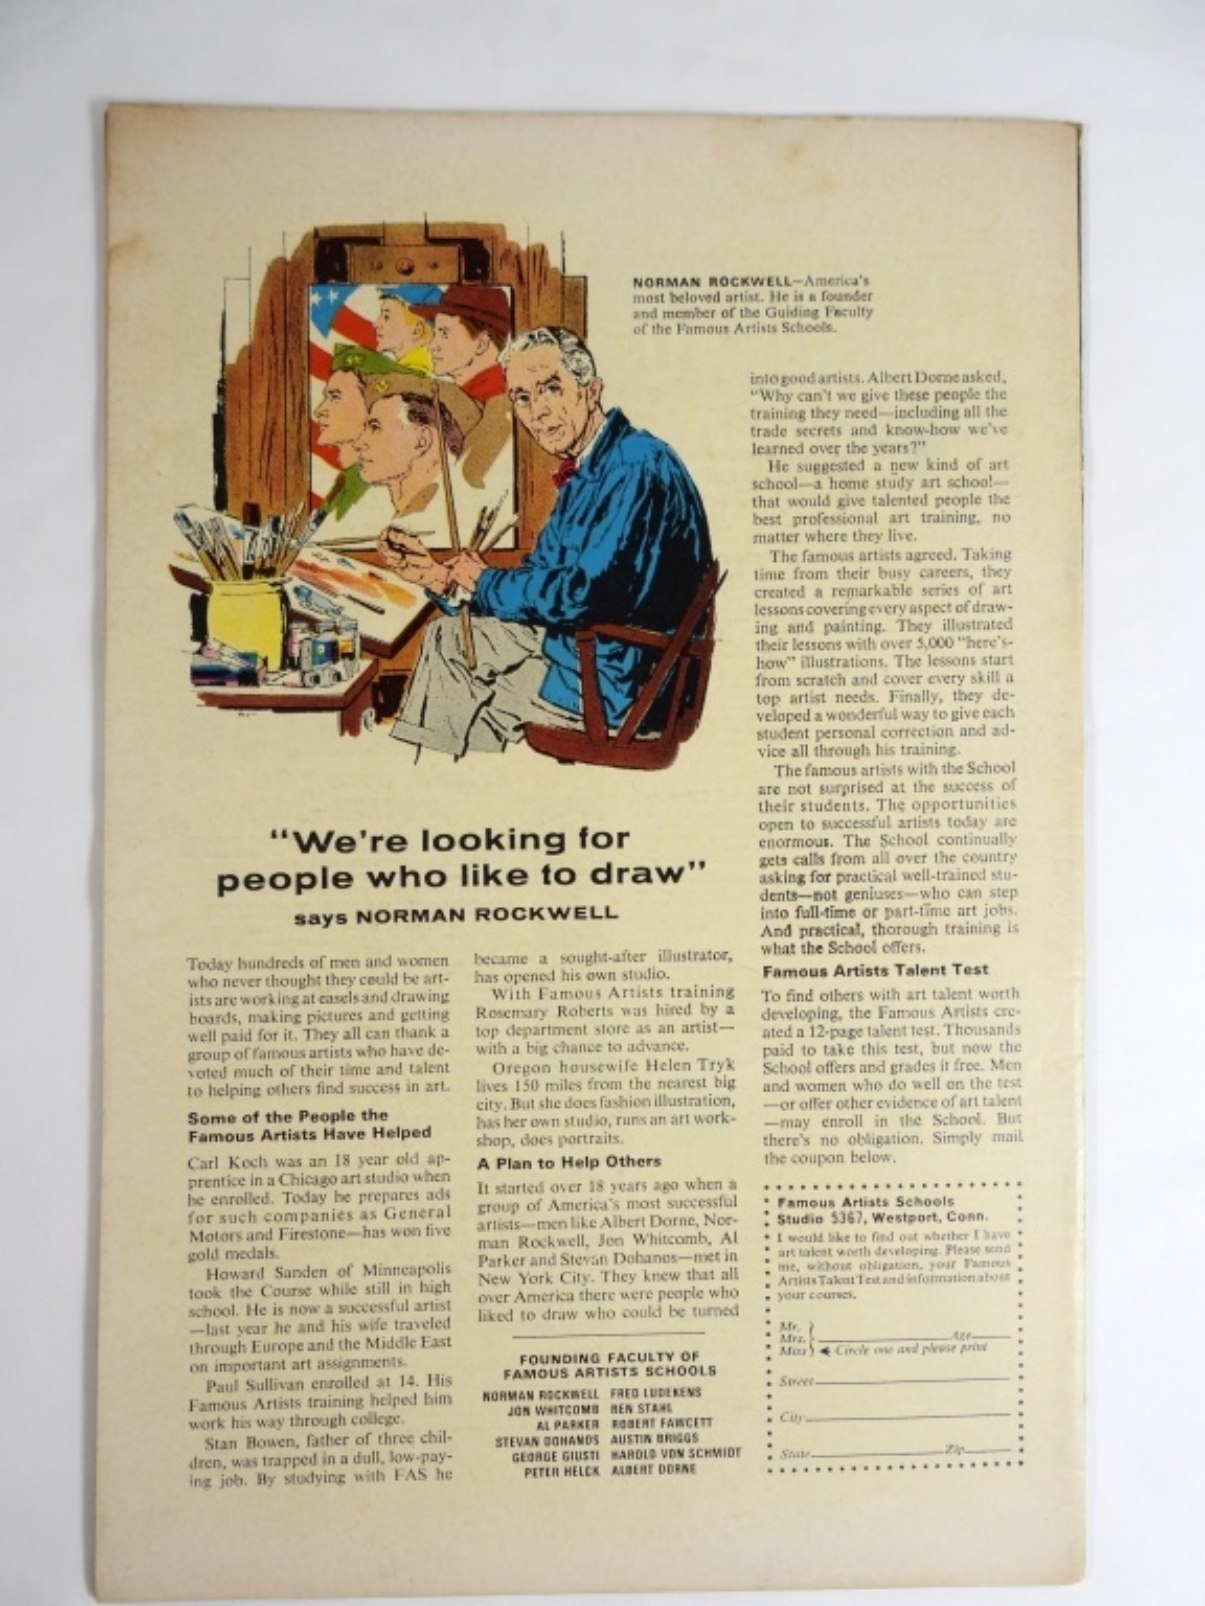 NORMAN ROCKWELL—America's
most beloved artist. He is a founder
and member of the Guiding Faculty
of the Famous Artists Schools.
"We're looking for
people who like to draw"
says NORMAN ROCKWELL
Today hundreds of men and women
who never thought they could be art-
ists are working at easels and drawing
boards, making pictures and getting
well paid for it. They all can thank a
group of famous artists who have de-
voted much of their time and talent
to helping others find success in art.
Some of the People the
Famous Artists Have Helped
Carl Koch was an 18 year old ap-
prentice in a Chicago art studio when
he enrolled. Today he prepares ads
for such companies as General
Motors and Firestone—has won five
gold medals.
Howard Sanden of Minneapolis
took the Course while still in high
school. He is now a successful artist
—last year he and his wife traveled
through Europe and the Middle East
on important art assignments.
Paul Sullivan enrolled at 14. His
Famous Artists training helped him
work his way through college.
Stan Bowen, father of three chil-
dren, was trapped in a dull, low-pay-
ing job. By studying with FAS he
became a sought-after illustrator,
has opened his own studio.
With Famous Artists training
Rosemary Roberts was hired by a
top department store as an artist—
with a big chance to advance.
Oregon housewife Helen Tryk
lives 150 miles from the nearest big
city. But she does fashion illustration,
has her own studio, runs an art work-
shop, does portraits.
A Plan to Help Others
It started over 18 years ago when a
group of America's most successful
artists—men like Albert Dorne, Nor-
man Rockwell, Jon Whitcomb, Al
Parker and Stevan Dohanos—met in
New York City. They knew that all
over America there were people who
liked to draw who could be turned
FOUNDING FACULTY OF
FAMOUS ARTISTS SCHOOLS
NORMAN ROCKWELL FRED LUDEKENS
JON WHITCOMB BEN STAHL
AL PARKER ROBERT FAWCETT
STEVAN DOHANOS AUSTIN BRIGGS
GEORGE GIUSTI HAROLD VON SCHMIDT
PETER HELCK ALBERT DORNE
into good artists. Albert Dorne asked,
"Why can't we give these people the
training they need—including all the
trade secrets and know-how we've
learned over the years?"
He suggested a new kind of art
school—a home study art school—
that would give talented people the
best professional art training, no
matter where they live.
The famous artists agreed. Taking
time from their busy careers, they
created a remarkable series of art
lessons covering every aspect of draw-
ing and painting. They illustrated
their lessons with over 5,000 "here's-
how" illustrations. The lessons start
from scratch and cover every skill a
top artist needs. Finally, they de-
veloped a wonderful way to give each
student personal correction and ad-
vice all through his training.
The famous artists with the School
are not surprised at the success of
their students. The opportunities
open to successful artists today are
enormous. The School continually
gets calls from all over the country
asking for practical well-trained stu-
dents—not geniuses—who can step
into full-time or part-time art jobs.
And practical, thorough training is
what the School offers.
Famous Artists Talent Test
To find others with art talent worth
developing, the Famous Artists cre-
ated a 12-page talent test. Thousands
paid to take this test, but now the
School offers and grades it free. Men
and women who do well on the test
—or offer other evidence of art talent
—may enroll in the School. But
there's no obligation. Simply mail
the coupon below.
Famous Artists Schools
Studio 5367, Westport, Conn.
I would like to find out whether I have
art talent worth developing. Please send
me, without obligation, your Famous
Artists Talent Test and information about
your courses.
Mr.
Mrs. Age
Miss Circle one and please print
Street
City
State Zip